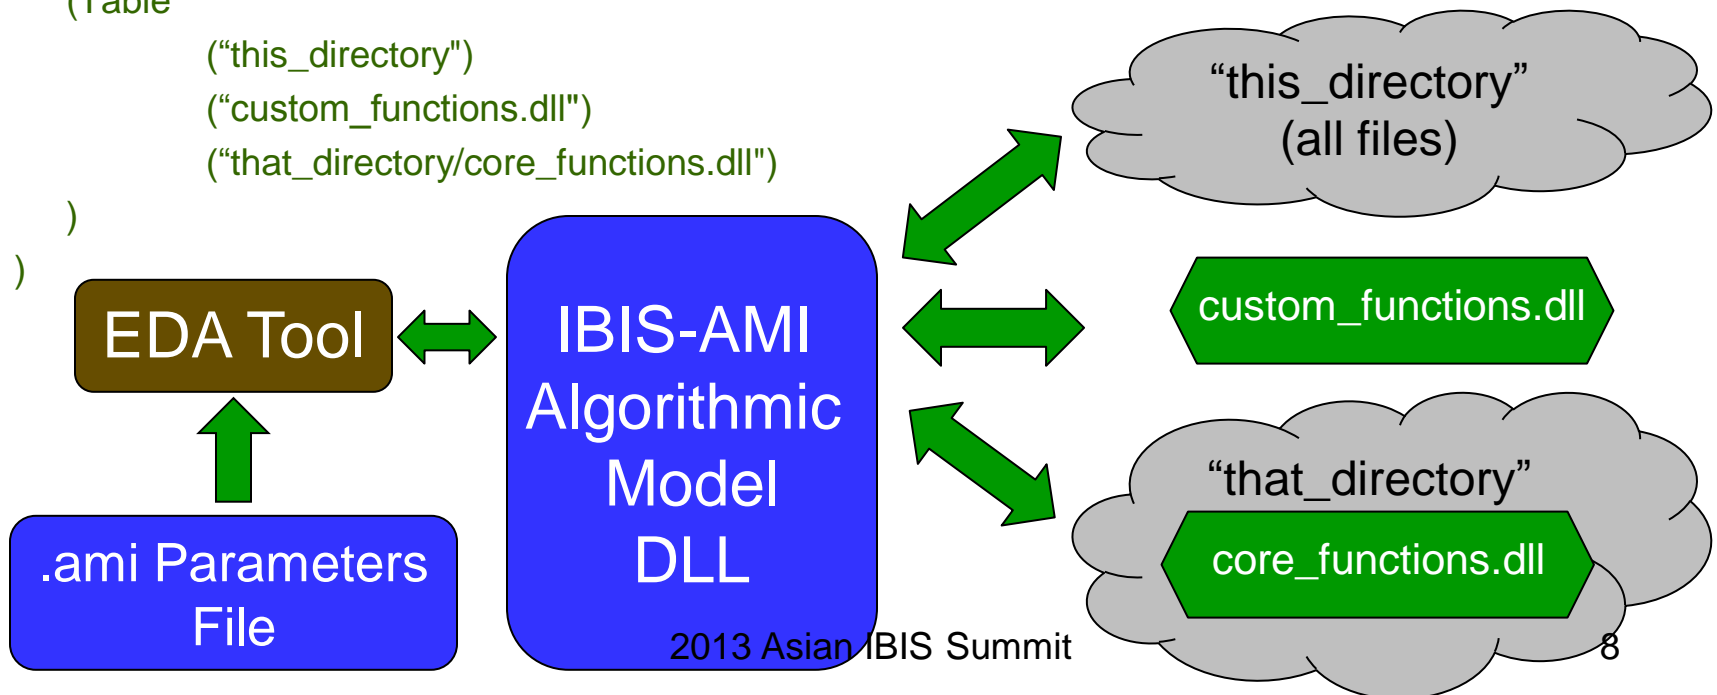 (Table
(“this_directory")
(“custom_functions.dll")
(“that_directory/core_functions.dll")
)
)
EDA Tool
.ami Parameters
File
IBIS-AMI
Algorithmic
Model
DLL
“this_directory”
(all files)
custom_functions.dll
“that_directory”
core_functions.dll
2013 Asian IBIS Summit
8